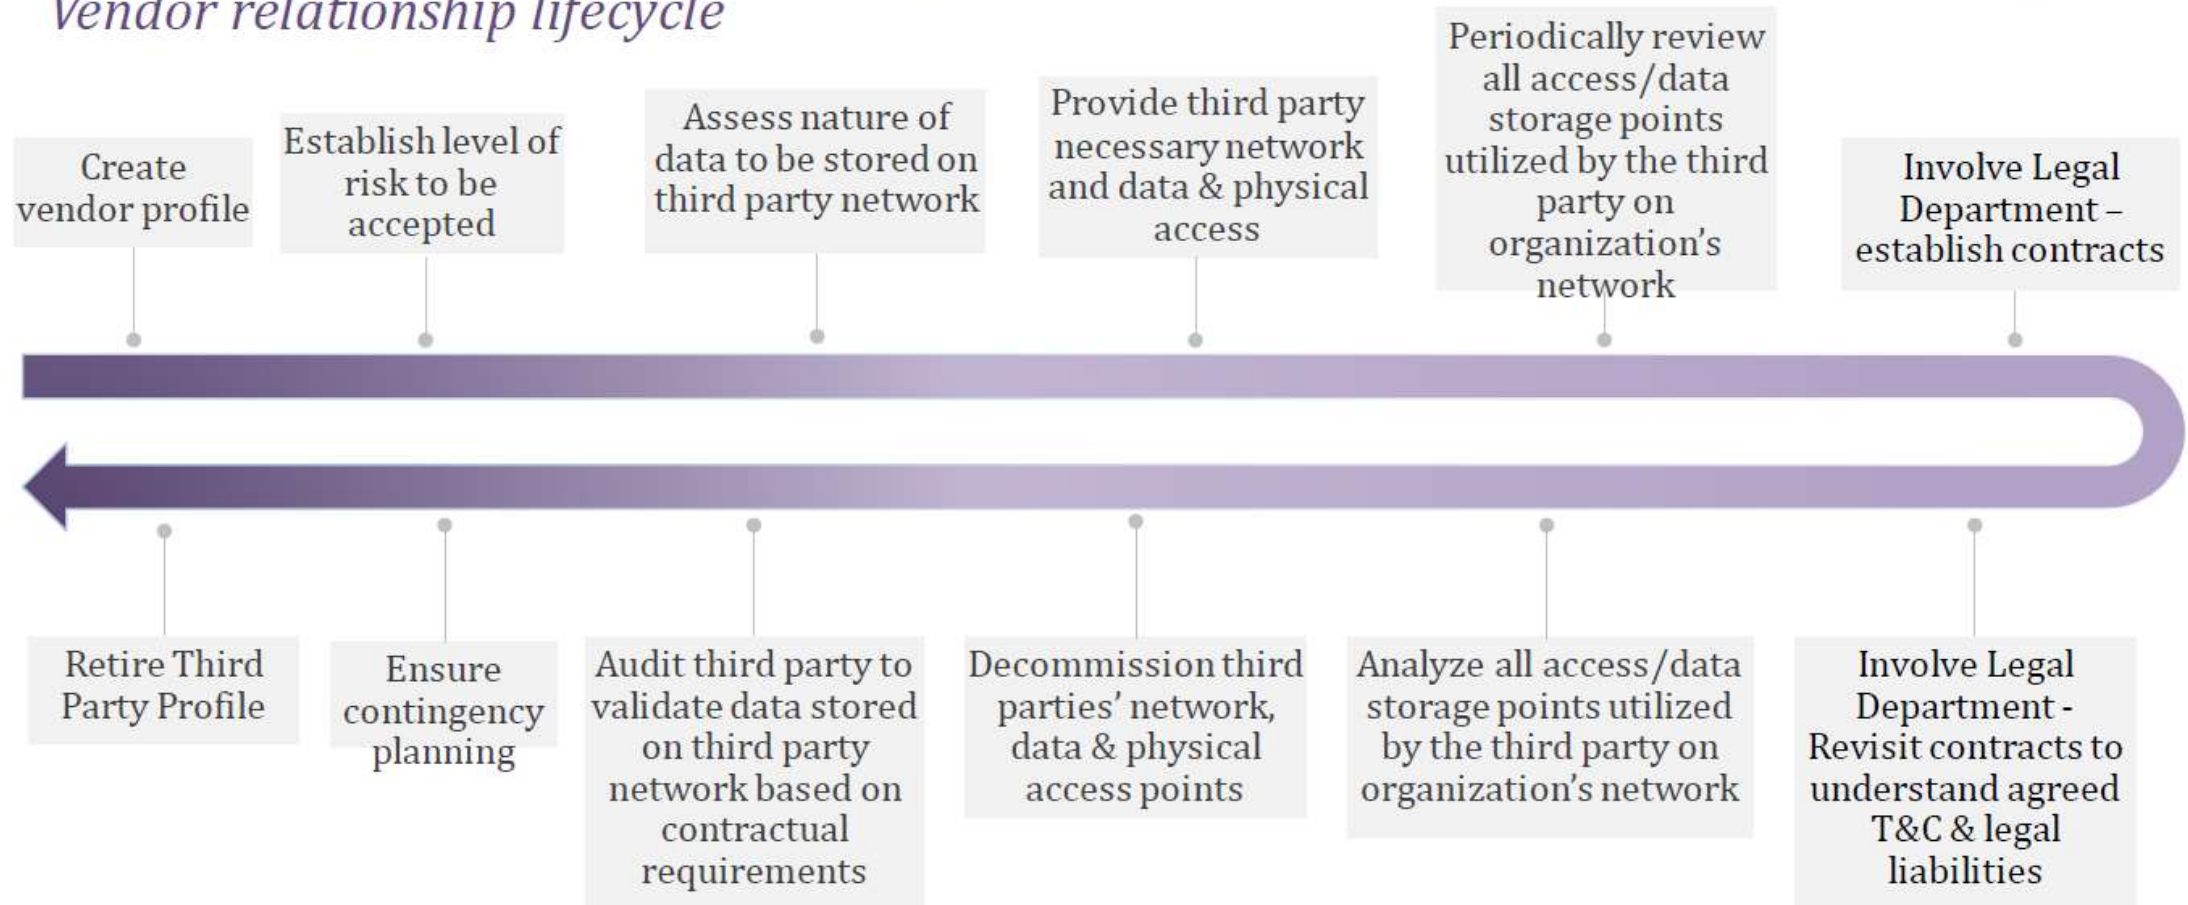 Vendor relationship lifecycle
Create
vendor profile
Establish level of
risk to be
accepted
Assess nature of
data to be stored on
third party network
Provide third party
necessary network
and data & physical
access
Periodically review
all access/data
storage points
utilized by the third
party on
organization's
network
Involve Legal
Department –
establish contracts
Retire Third
Party Profile
Ensure
contingency
planning
Audit third party to
validate data stored
on third party
network based on
contractual
requirements
Decommission third
parties' network,
data & physical
access points
Analyze all access/data
storage points utilized
by the third party on
organization's network
Involve Legal
Department -
Revisit contracts to
understand agreed
T&C & legal
liabilities